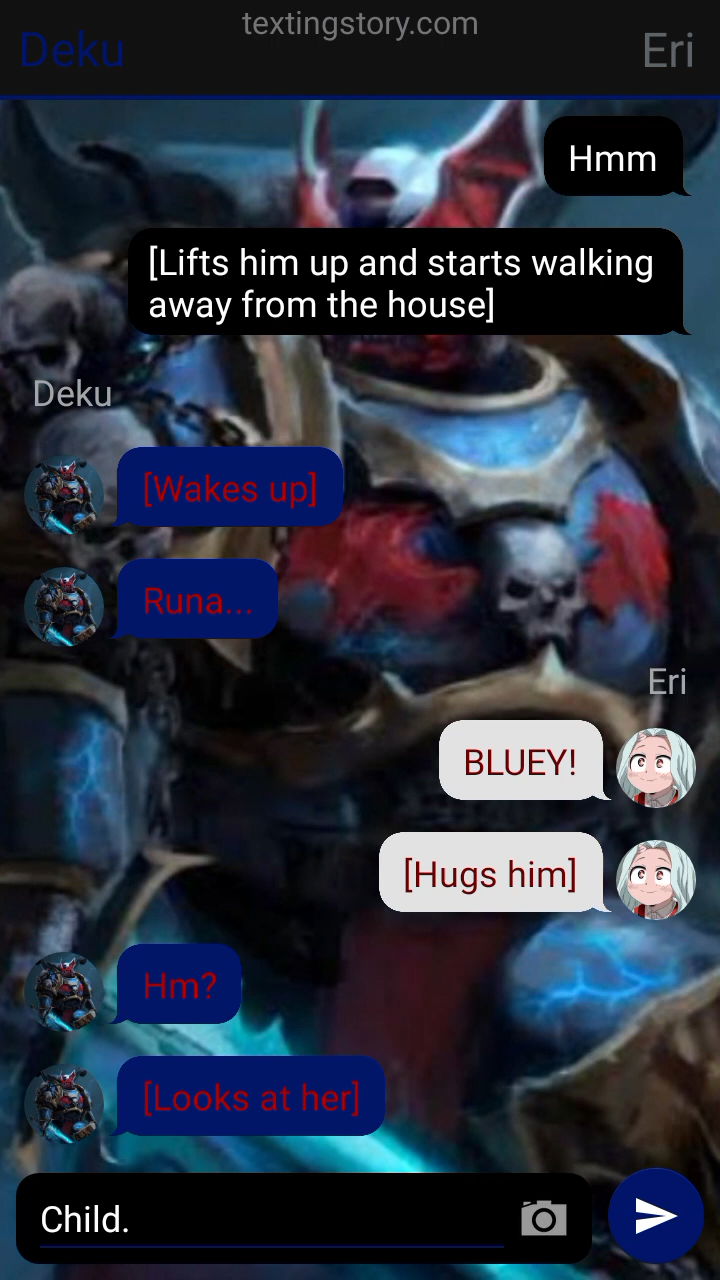 textingstory.com
Deku
Eri
Hmm
[Lifts him up and starts walking
away from the house]
Deku
[Wakes up]
Runa...
Eri
BLUEY!
[Hugs him]
Hm?
[Looks at her]
Child.